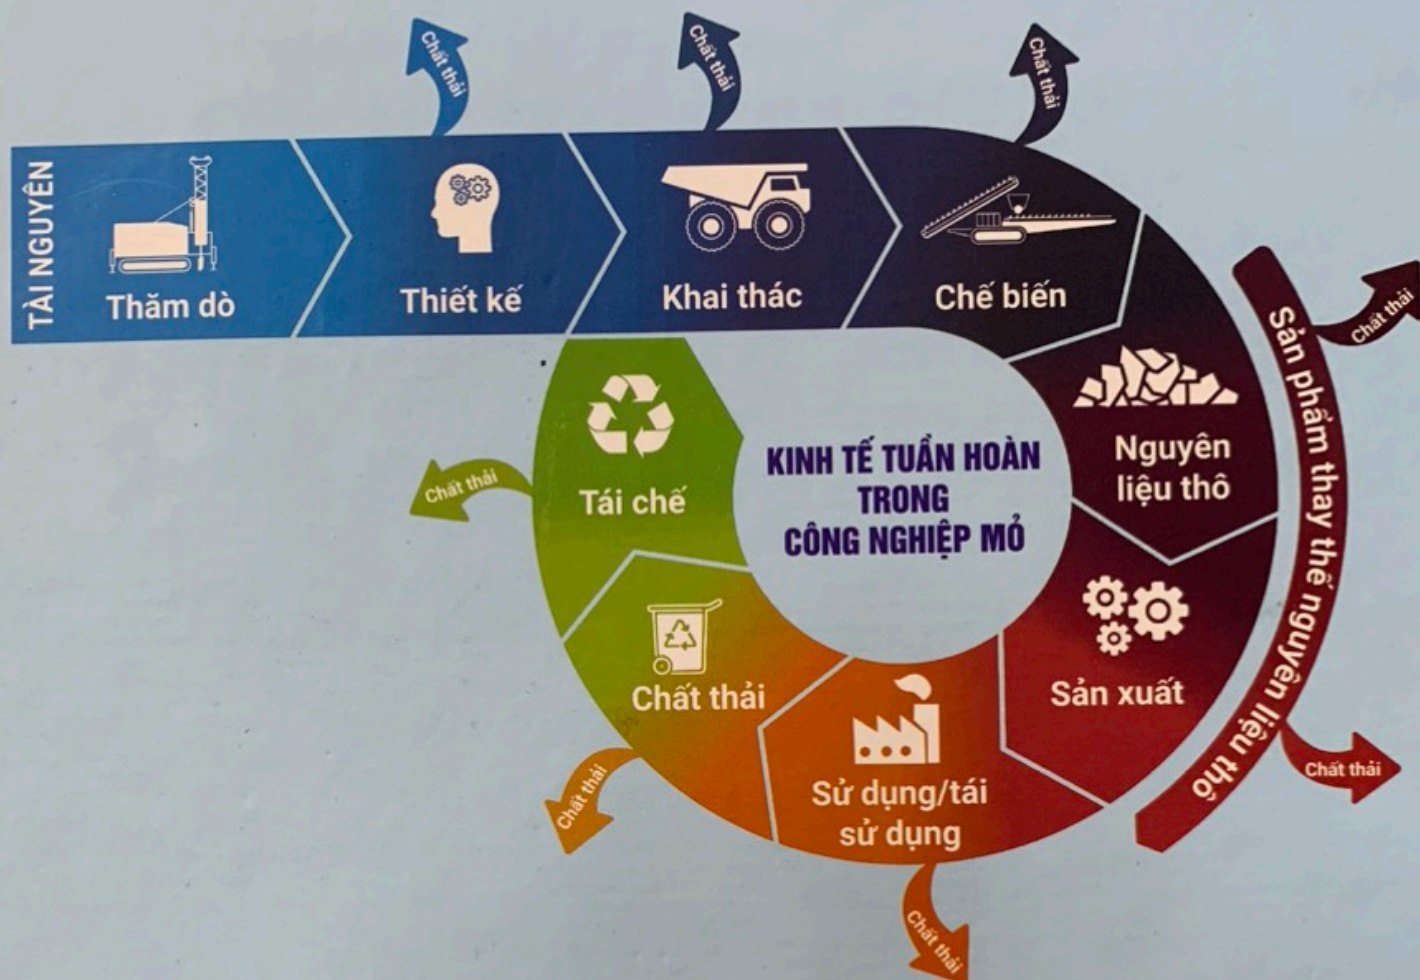 TÀI NGUYÊN
Thăm dò
Thiết kế
Khai thác
Chế biến
Nguyên
liệu thô
Sản xuất
Sử dụng/tái
sử dụng
Chất thải
Tái chế
KINH TẾ TUẦN HOÀN
TRONG
CÔNG NGHIỆP MỎ
Sản phẩm thay thế nguyên liệu thô
Chất thải
Chất thải
Chất thải
Chất thải
Chất thải
Chất thải
Chất thải
Chất thải